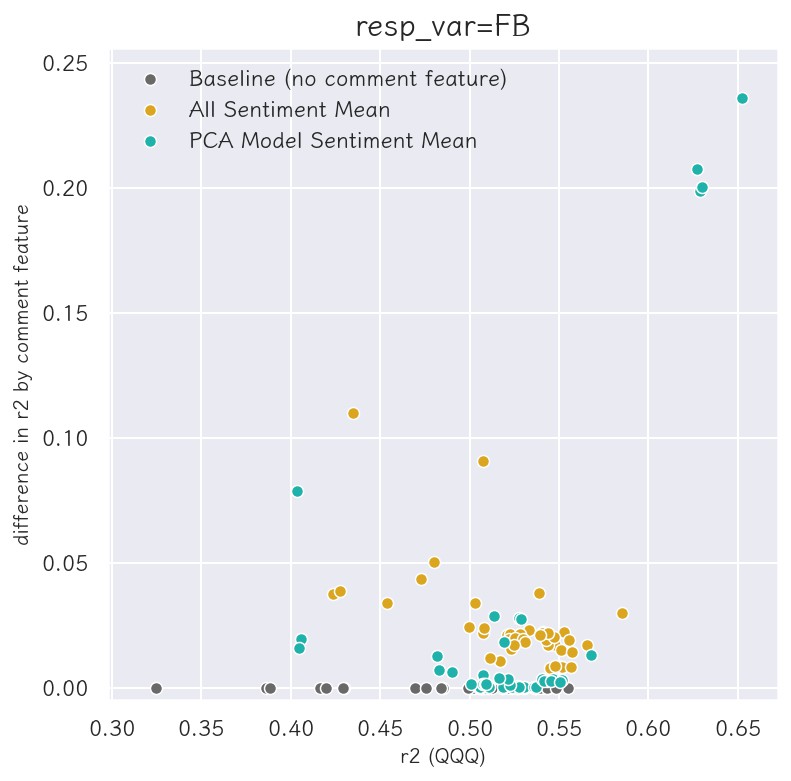 resp_var=FB
0.25
0.20
0.15
0.10
0.05
0.00
difference in r2 by comment feature
Baseline (no comment feature)
All Sentiment Mean
PCA Model Sentiment Mean
0.30 0.35 0.40 0.45 0.50 0.55 0.60 0.65
r2 (QQQ)